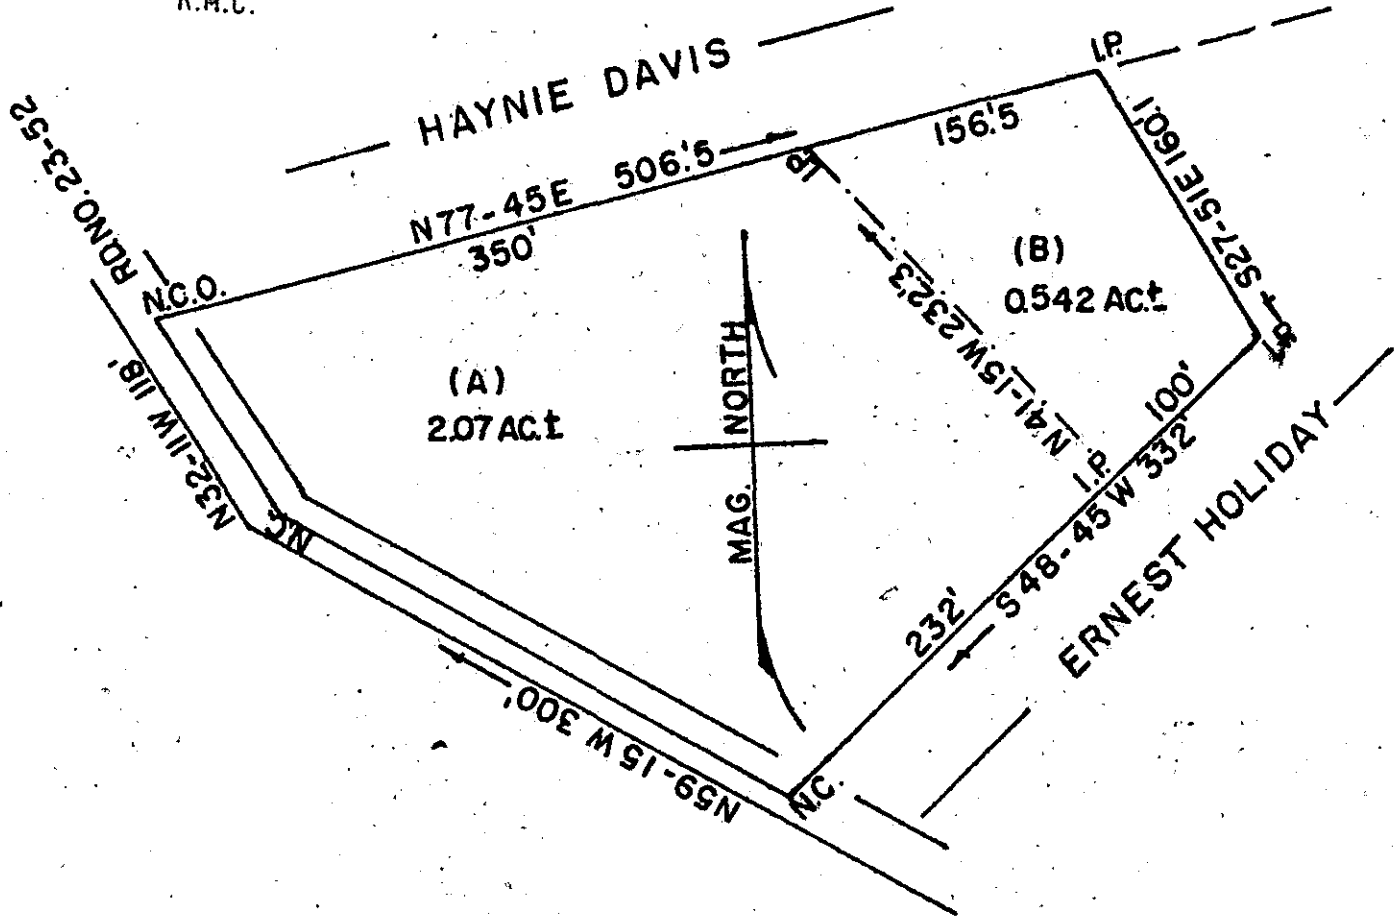 R.M.C.
HAYNIE DAVIS
I.P.
RD NO. 23-52
N77-45E 506'.5
156'.5
350'
I.P.
S27-51E 160'.1
N.C.O.
(B)
0.542 AC.±
N41-15W 232'.3
(A)
2.07 AC.±
MAG. NORTH
N32-11W 118'
I.P.
100'
I.P.
S48-45W 332'
ERNEST HOLIDAY
N.C.
232'
N59-15W 300'
N.C.